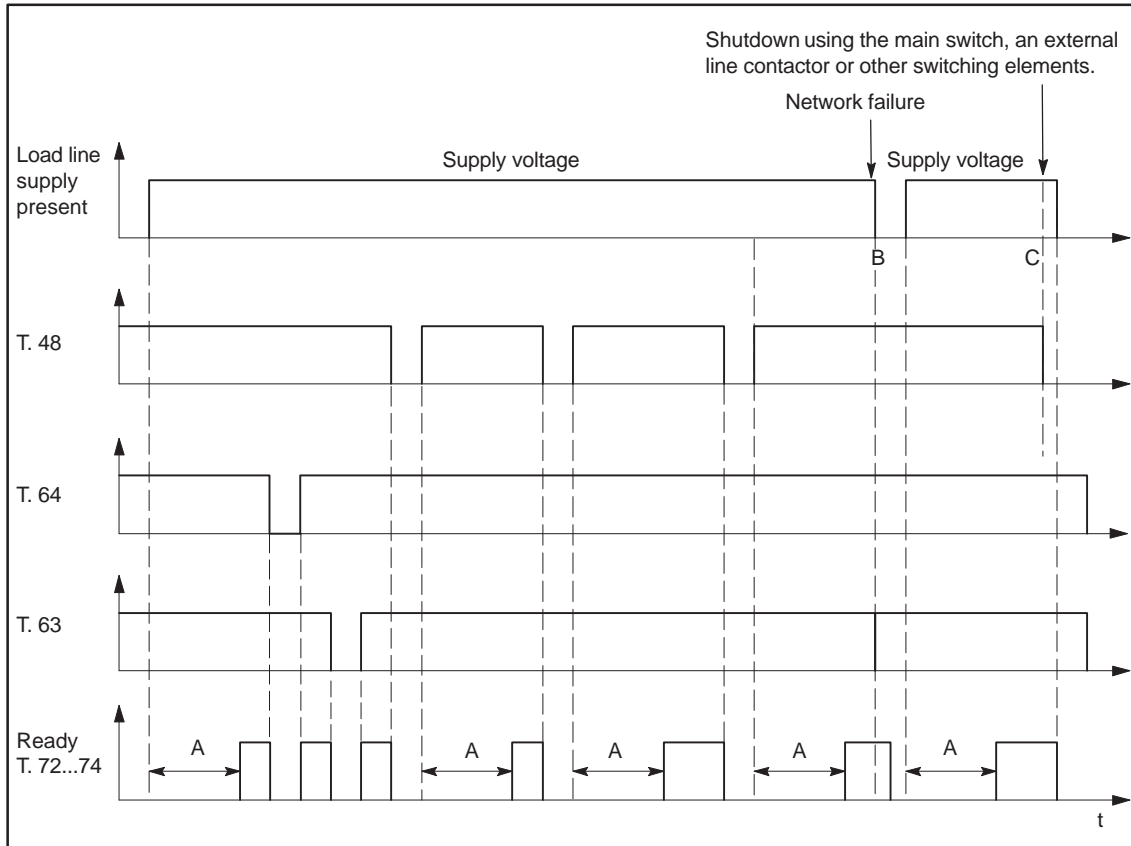 Shutdown using the main switch, an external
line contactor or other switching elements.
Network failure
Load line
supply
present
Supply voltage
Supply voltage
B
C
T. 48
T. 64
T. 63
Ready
T. 72...74
A
A
A
A
A
t